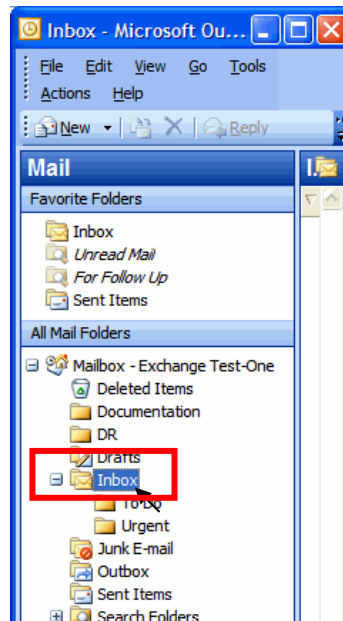 Inbox - Microsoft Ou...
File Edit View Go Tools
Actions Help
New Reply
Mail
I.
Favorite Folders
Inbox
Unread Mail
For Follow Up
Sent Items
All Mail Folders
Mailbox - Exchange Test-One
Deleted Items
Documentation
DR
Drafts
Inbox
To Do
Urgent
Junk E-mail
Outbox
Sent Items
Search Folders